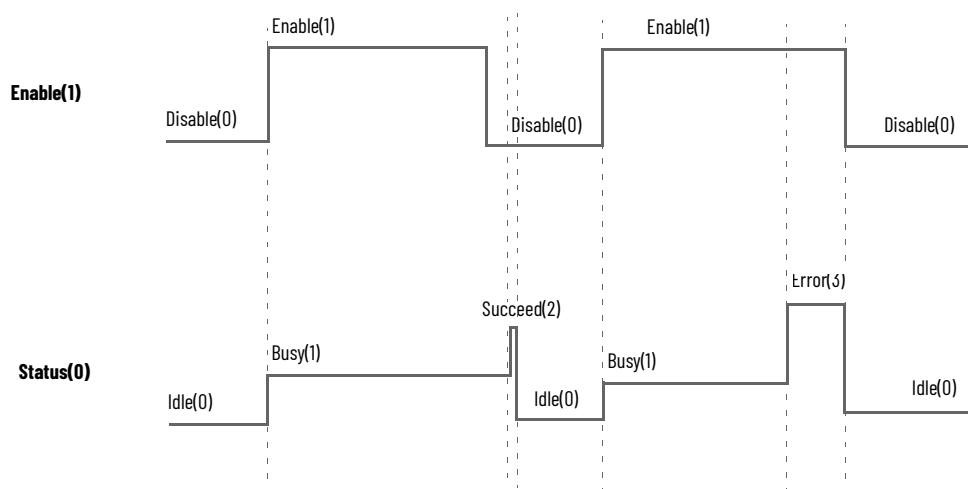 Enable(1)
Enable(1)
Enable(1)
Disable(0)
Disable(0)
Disable(0)
Error(3)
Succeed(2)
Busy(1)
Busy(1)
Status(0)
Idle(0)
Idle(0)
Idle(0)